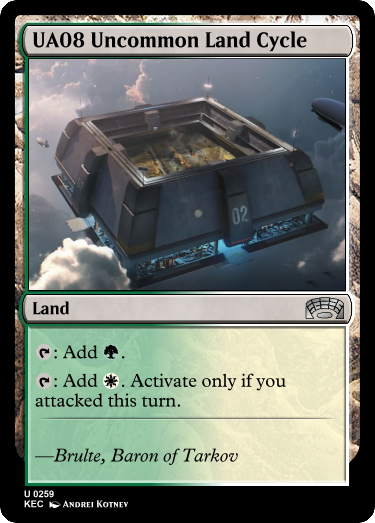 UA08 Uncommon Land Cycle
02
Land
: Add .
: Add . Activate only if you
attacked this turn.
—Brulte, Baron of Tarkov
U 0259
KEC Andrei Kotnev